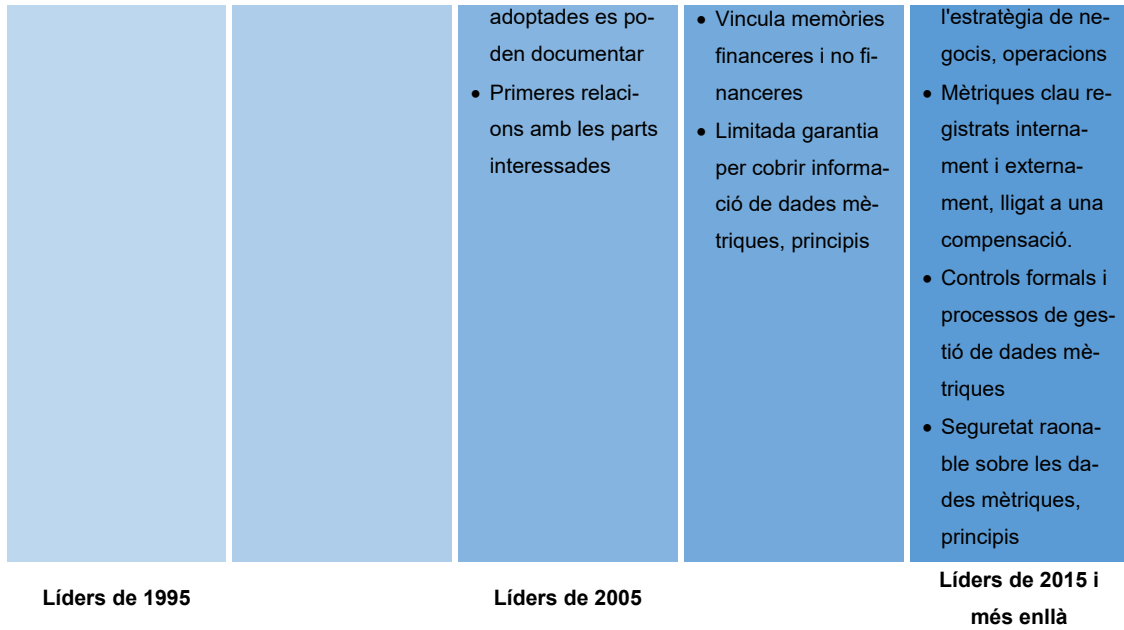 adoptades es po-
den documentar
• Primeres relaci-
ons amb les parts
interessades
• Vincula memòries
financeres i no fi-
nanceres
• Limitada garantia
per cobrir informa-
ció de dades mè-
triques, principis
l'estratègia de ne-
gocis, operacions
• Mètriques clau re-
gistrats interna-
ment i externa-
ment, lligat a una
compensació.
• Controls formals i
processos de ges-
tió de dades mè-
triques
• Seguretat raona-
ble sobre les da-
des mètriques,
principis
Líders de 1995
Líders de 2005
Líders de 2015 i
més enllà